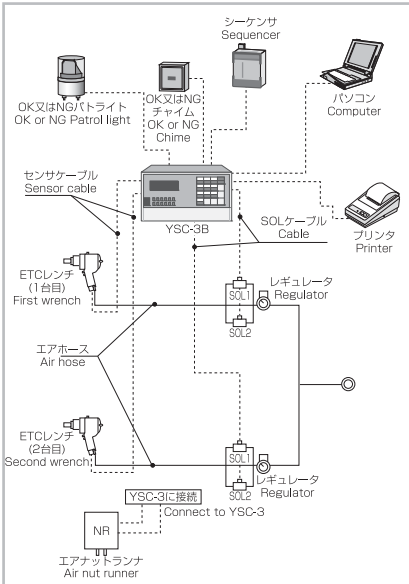 シーケンサ
Sequencer
OK又はNGパトライト
OK or NG Patrol light
OK又はNG
チャイム
OK or NG
Chime
パソコン
Computer
センサケーブル
Sensor cable
YSC-3B
SOLケーブル
Cable
プリンタ
Printer
ETCレンチ
(1台目)
First wrench
SOL1
SOL2
レギュレータ
Regulator
エアホース
Air hose
ETCレンチ
(2台目)
Second wrench
SOL1
SOL2
レギュレータ
Regulator
YSC-3に接続
Connect to YSC-3
NR
エアナットランナ
Air nut runner